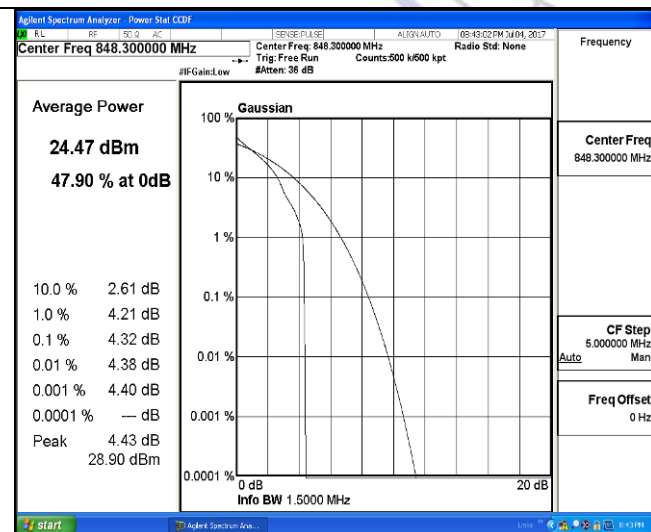 Agilent Spectrum Analyzer - Power Stat CCDF
RL RF 50 Ω AC SENSE:PULSE ALIGN AUTO 08:43:02 PM Jul 04, 2017
Center Freq 848.300000 MHz
Center Freq: 848.300000 MHz Radio Std: None
Trig: Free Run Counts:500 k/500 kpt
#IFGain:Low #Atten: 36 dB
Frequency
Average Power
24.47 dBm
47.90 % at 0dB
10.0 % 2.61 dB
1.0 % 4.21 dB
0.1 % 4.32 dB
0.01 % 4.38 dB
0.001 % 4.40 dB
0.0001 % --- dB
Peak 4.43 dB
28.90 dBm
Gaussian
100 %
10 %
1 %
0.1 %
0.01 %
0.001 %
0.0001 %
0 dB 20 dB
Info BW 1.5000 MHz
Center Freq
848.300000 MHz
CF Step
5.000000 MHz
Auto Man
Freq Offset
0 Hz
start Agilent Spectrum Ana... Links 8:43 PM